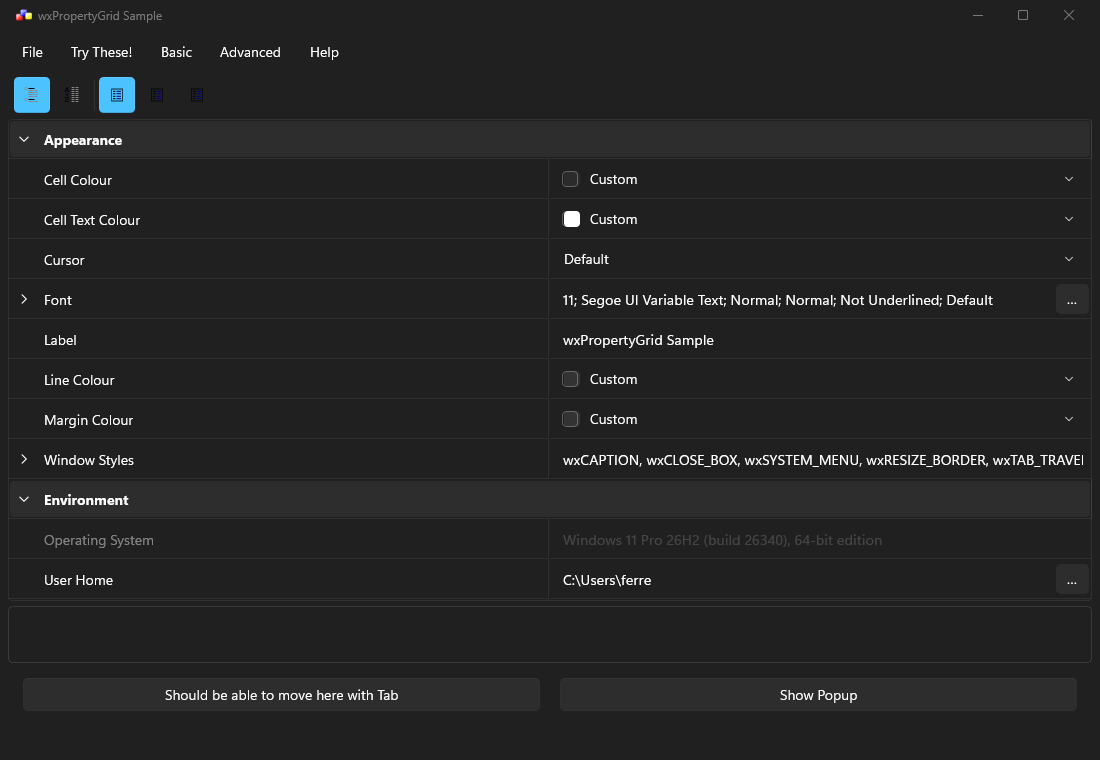 wxPropertyGrid Sample
File Try These! Basic Advanced Help
Appearance
Cell Colour Custom
Cell Text Colour Custom
Cursor Default
Font 11; Segoe UI Variable Text; Normal; Normal; Not Underlined; Default ...
Label wxPropertyGrid Sample
Line Colour Custom
Margin Colour Custom
Window Styles wxCAPTION, wxCLOSE_BOX, wxSYSTEM_MENU, wxRESIZE_BORDER, wxTAB_TRAVE
Environment
Operating System Windows 11 Pro 26H2 (build 26340), 64-bit edition
User Home C:\Users\ferre ...
Should be able to move here with Tab Show Popup